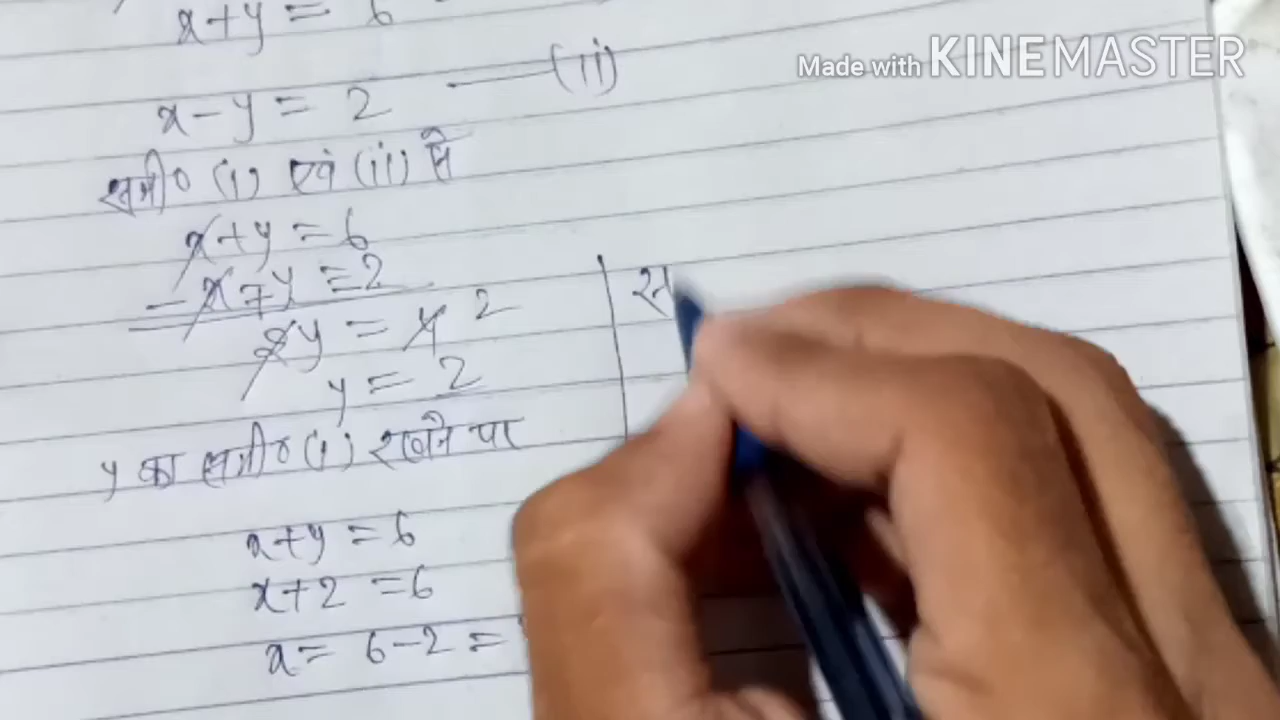 x+y = 6
Made with KINEMASTER
x-y = 2 —(ii)
समी० (i) एवं (ii) से
x+y = 6
-x∓y = 2
2y = 4 2
y = 2
y का समी० (i) रखने पर
x+y = 6
x+2 = 6
x = 6-2 =